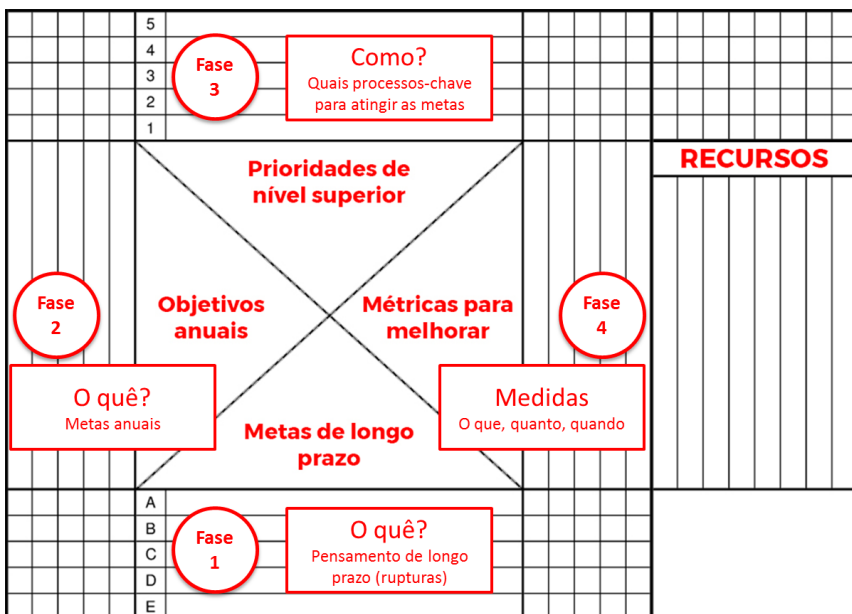 5
4
3
2
1
Fase
3
Como?
Quais processos-chave
para atingir as metas
RECURSOS
Prioridades de
nível superior
Fase
2
Objetivos
anuais
Métricas para
melhorar
Fase
4
O quê?
Metas anuais
Medidas
O que, quanto, quando
Metas de longo
prazo
A
B
C
D
E
Fase
1
O quê?
Pensamento de longo
prazo (rupturas)